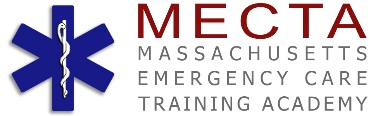 MECTA
MASSACHUSETTS
EMERGENCY CARE
TRAINING ACADEMY